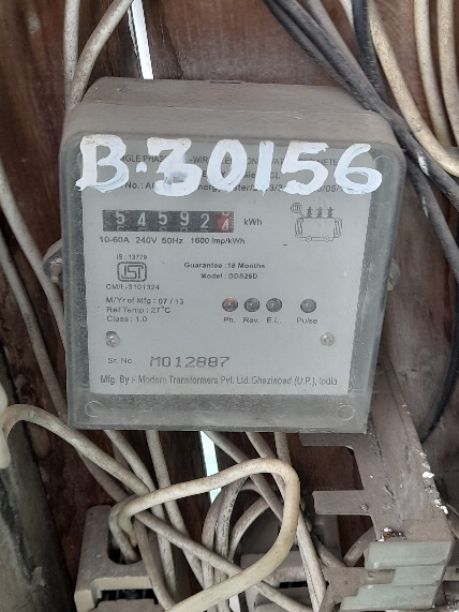 B-30156
kWh
10-60A 240V 50Hz 1600 Imp/kWh
IS : 13779
ISI
CM/L-5101324
Guarantee :18 Months
Model : DDS26D
M/Yr of Mfg : 07 / 13
Ref Temp : 27°C
Class : 1.0
Ph. Rev. E.L. Pulse
Sr. No. M012887
Mfg. By :- Modern Transformers Pvt. Ltd. Ghaziabad (U.P.), India